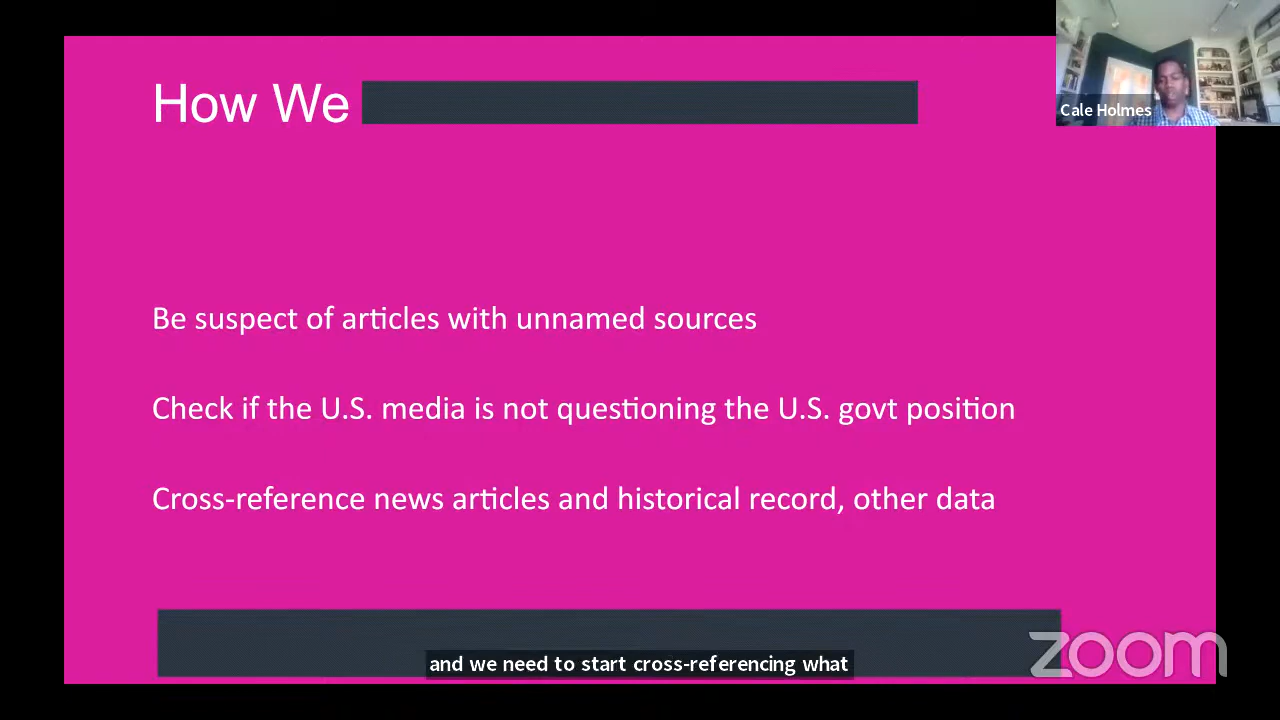 How We
Cale Holmes
Be suspect of articles with unnamed sources
Check if the U.S. media is not questioning the U.S. govt position
Cross-reference news articles and historical record, other data
and we need to start cross-referencing what
zoom